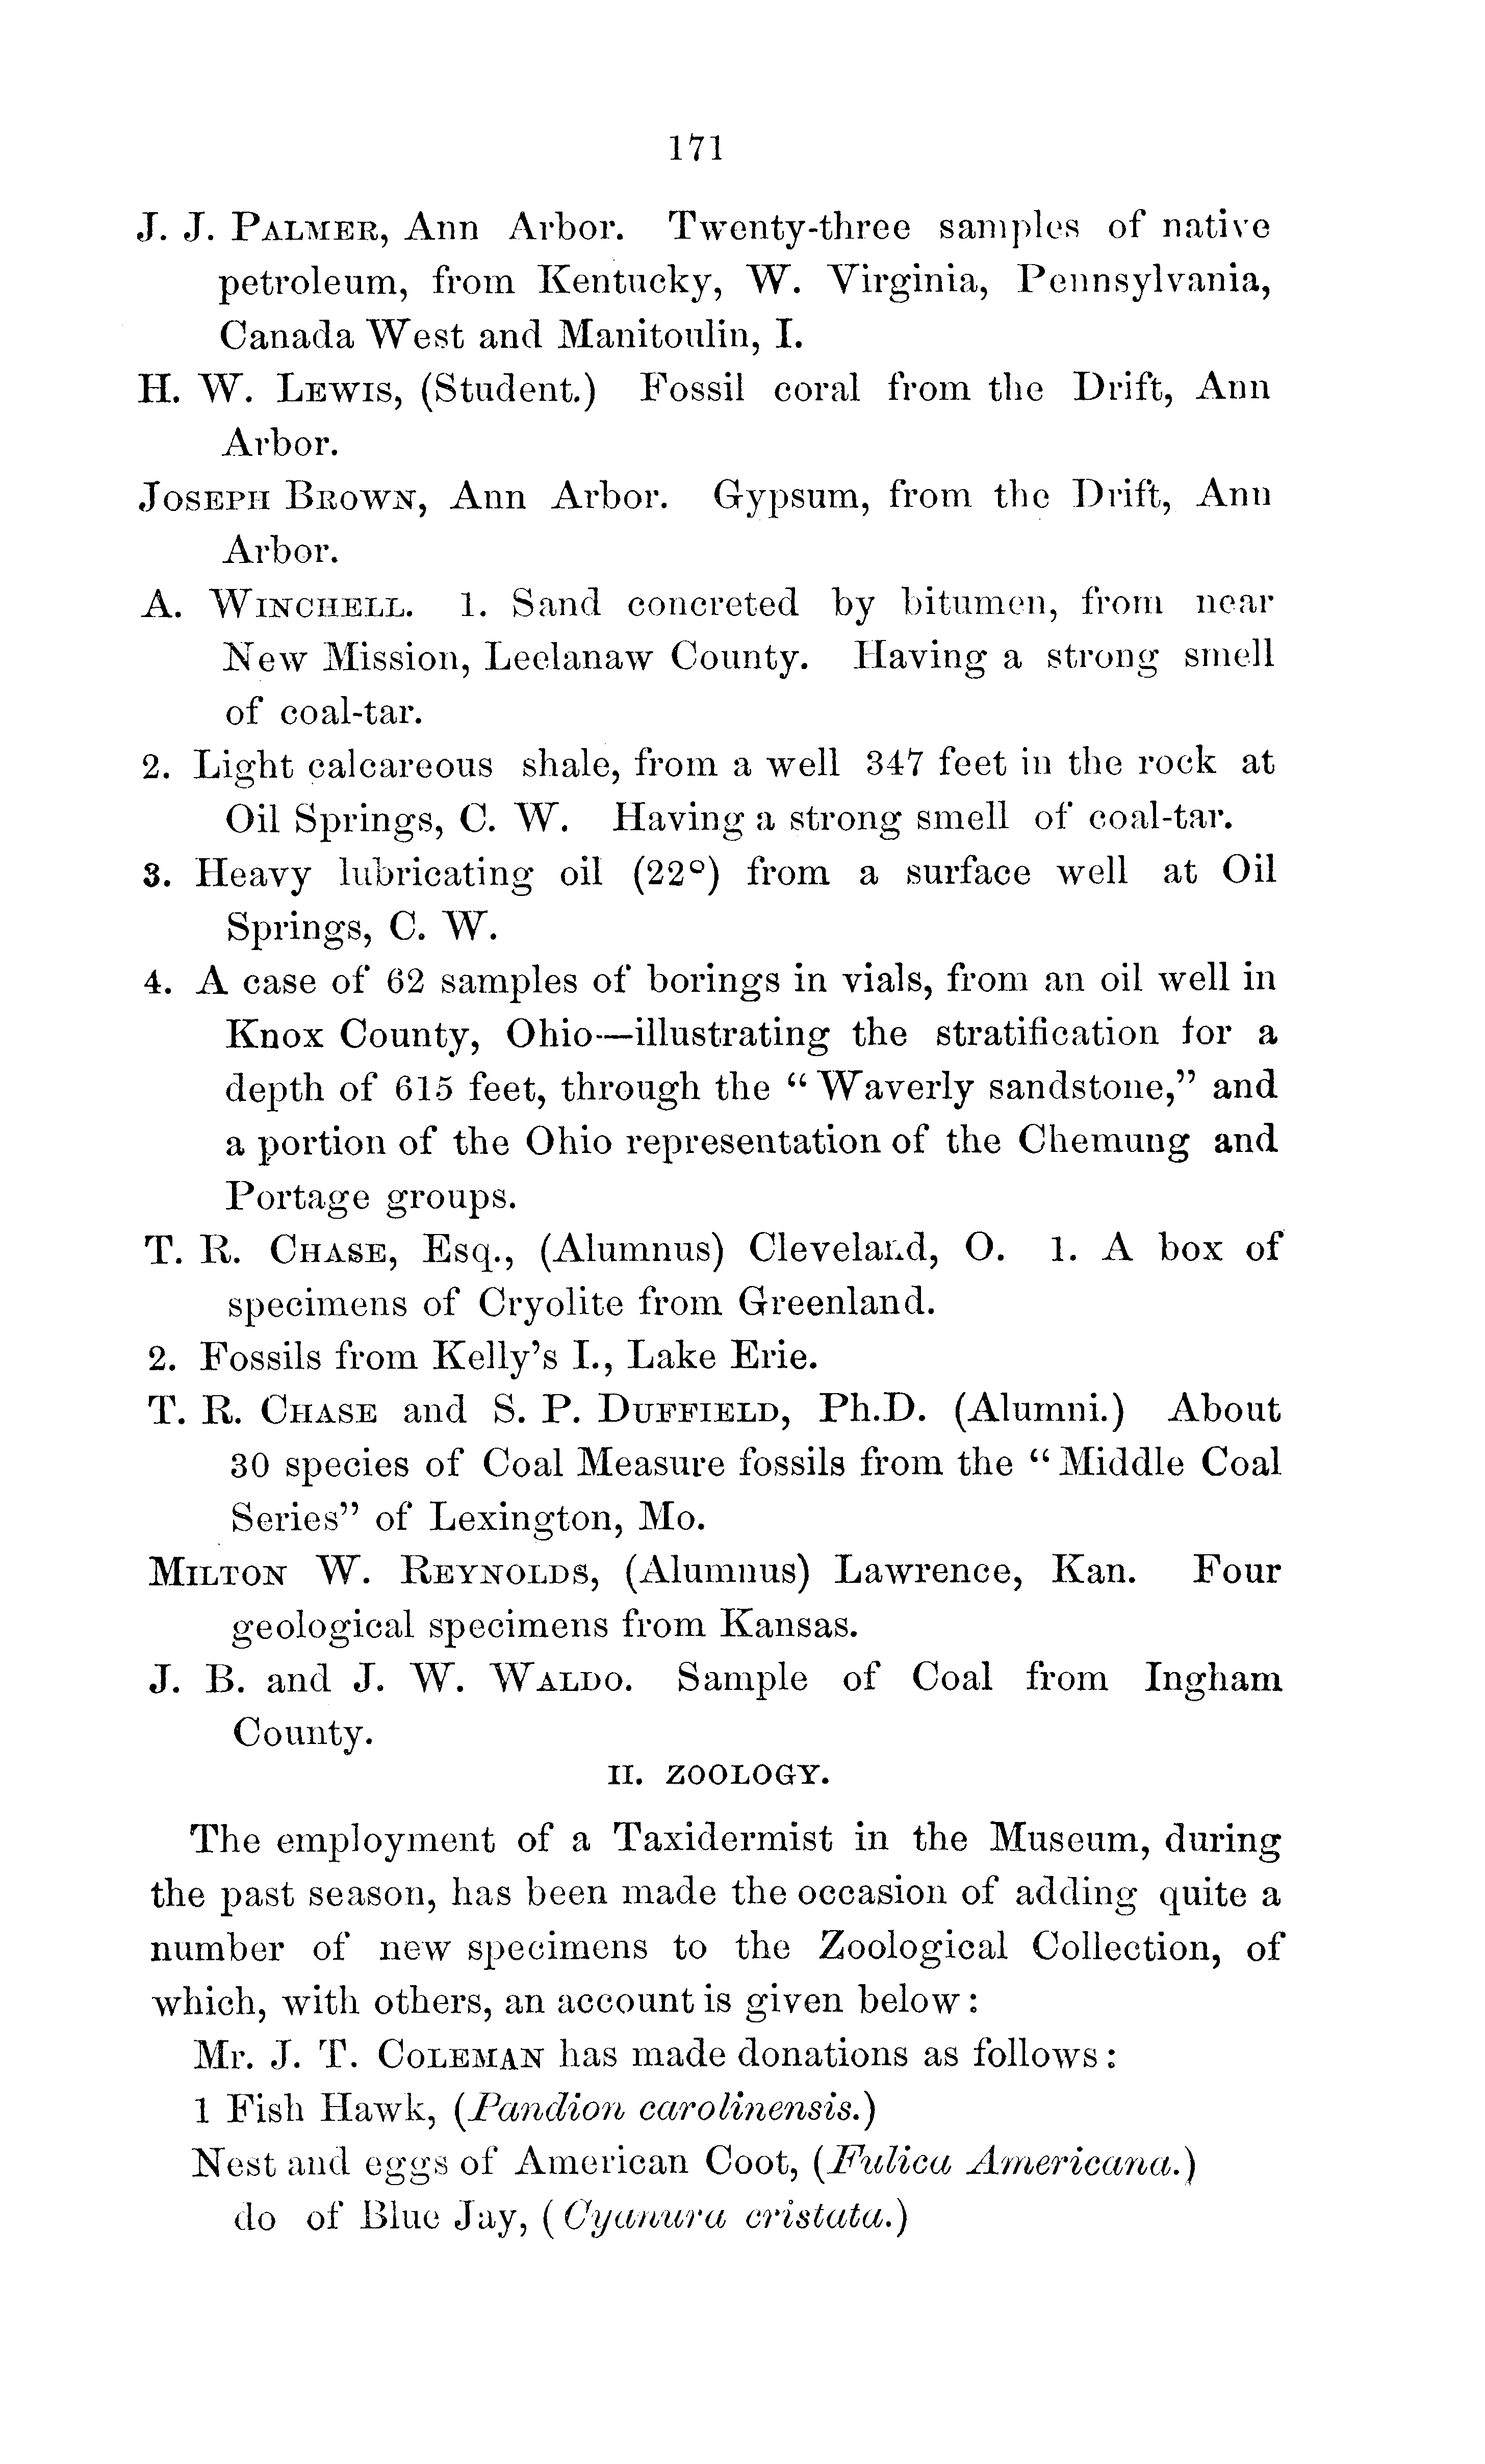 171
J. J. PALMER, Ann Arbor. Twenty-three samples of native
petroleum, from Kentucky, W. Virginia, Pennsylvania,
Canada West and Manitoulin, I.
H. W. LEWIS, (Student.) Fossil coral from the Drift, Ann
Arbor.
JOSEPH BROWN, Ann Arbor. Gypsum, from the Drift, Ann
Arbor.
A. WINCHELL. 1. Sand concreted by bitumen, from near
New Mission, Leelanaw County. Having a strong smell
of coal-tar.
2. Light calcareous shale, from a well 347 feet in the rock at
Oil Springs, C. W. Having a strong smell of coal-tar.
3. Heavy lubricating oil (22°) from a surface well at Oil
Springs, C. W.
4. A case of 62 samples of borings in vials, from an oil well in
Knox County, Ohio—illustrating the stratification for a
depth of 615 feet, through the "Waverly sandstone," and
a portion of the Ohio representation of the Chemung and
Portage groups.
T. R. CHASE, Esq., (Alumnus) Cleveland, O. 1. A box of
specimens of Cryolite from Greenland.
2. Fossils from Kelly's I., Lake Erie.
T. R. CHASE and S. P. DUFFIELD, Ph.D. (Alumni.) About
30 species of Coal Measure fossils from the "Middle Coal
Series" of Lexington, Mo.
MILTON W. REYNOLDS, (Alumnus) Lawrence, Kan. Four
geological specimens from Kansas.
J. B. and J. W. WALDO. Sample of Coal from Ingham
County.
II. ZOOLOGY.
The employment of a Taxidermist in the Museum, during
the past season, has been made the occasion of adding quite a
number of new specimens to the Zoological Collection, of
which, with others, an account is given below:
Mr. J. T. COLEMAN has made donations as follows:
1 Fish Hawk, (Pandion carolinensis.)
Nest and eggs of American Coot, (Fulica Americana.)
do of Blue Jay, (Cyanura cristata.)